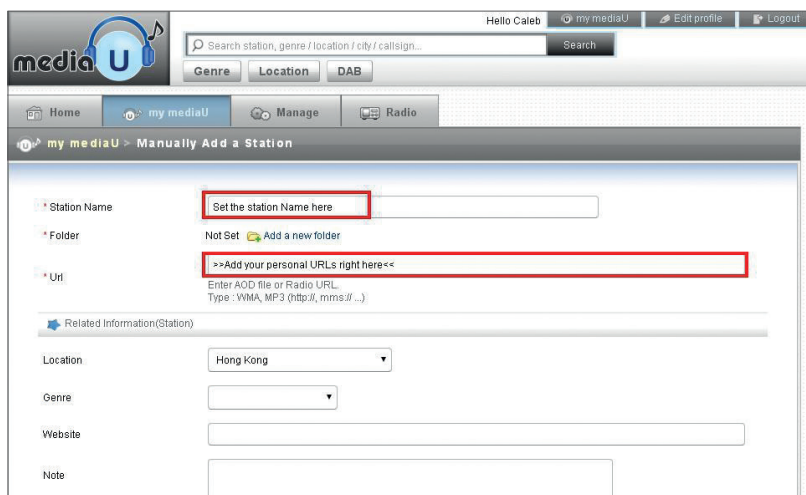 Hello Caleb my mediaU Edit profile Logout
media U
Search station, genre / location / city / callsign... Search
Genre Location DAB
Home my mediaU Manage Radio
my mediaU > Manually Add a Station
* Station Name Set the station Name here
* Folder Not Set Add a new folder
* Url >>Add your personal URLs right here<<
Enter AOD file or Radio URL.
Type : WMA, MP3 (http://, mms:// ...)
Related Information(Station)
Location Hong Kong
Genre
Website
Note